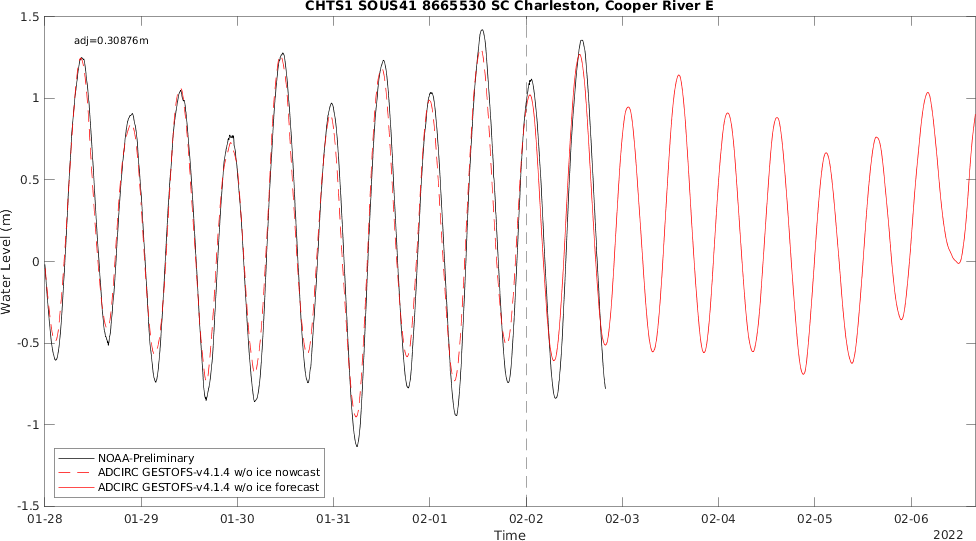 CHTS1 SOUS41 8665530 SC Charleston, Cooper River E
adj=0.30876m
1.5
1
0.5
0
-0.5
-1
-1.5
Water Level (m)
NOAA-Preliminary
ADCIRC GESTOFS-v4.1.4 w/o ice nowcast
ADCIRC GESTOFS-v4.1.4 w/o ice forecast
01-28 01-29 01-30 01-31 02-01 02-02 02-03 02-04 02-05 02-06
Time
2022